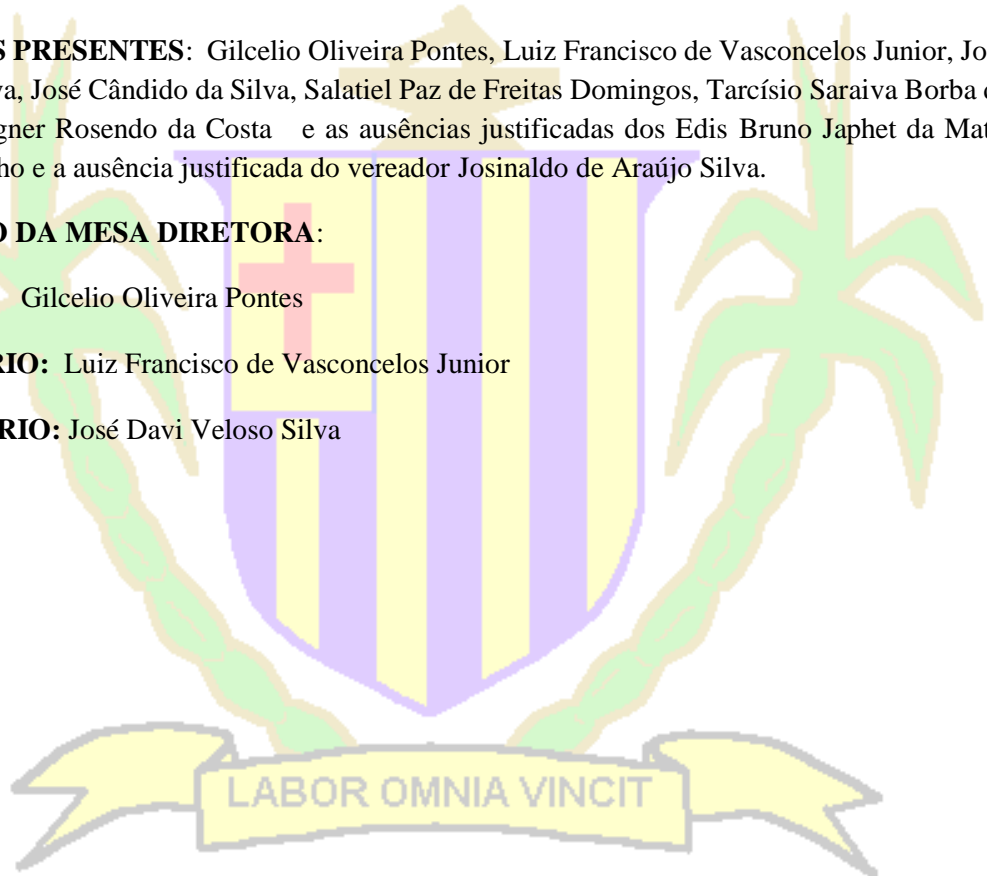 S PRESENTES: Gilcelio Oliveira Pontes, Luiz Francisco de Vasconcelos Junior, Jo
va, José Cândido da Silva, Salatiel Paz de Freitas Domingos, Tarcísio Saraiva Borba
gner Rosendo da Costa e as ausências justificadas dos Edis Bruno Japhet da Mat
ho e a ausência justificada do vereador Josinaldo de Araújo Silva.
O DA MESA DIRETORA:
Gilcelio Oliveira Pontes
RIO: Luiz Francisco de Vasconcelos Junior
RIO: José Davi Veloso Silva
LABOR OMNIA VINCIT